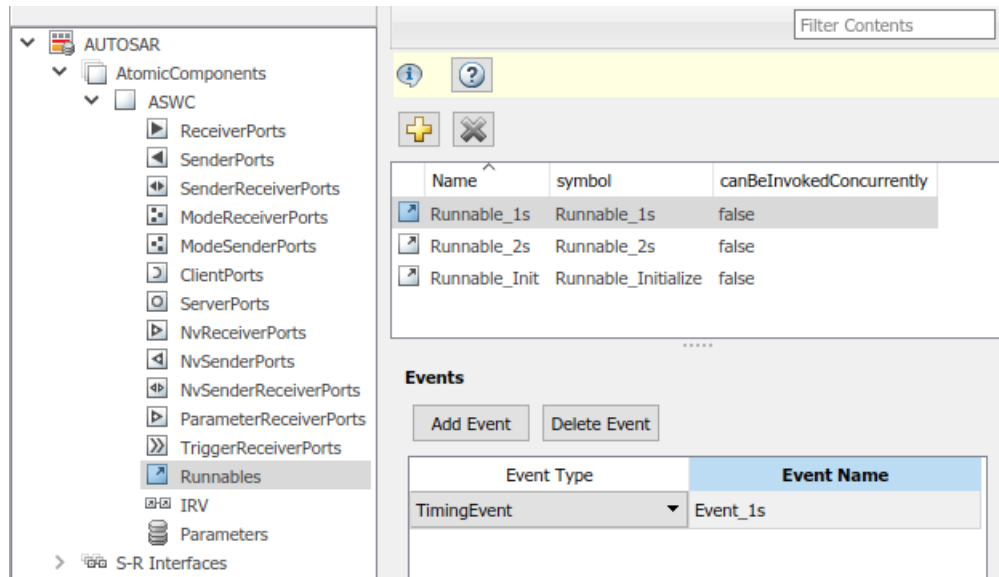 Filter Contents
AUTOSAR
AtomicComponents
ASWC
ReceiverPorts
SenderPorts
SenderReceiverPorts
ModeReceiverPorts
ModeSenderPorts
ClientPorts
ServerPorts
NvReceiverPorts
NvSenderPorts
NvSenderReceiverPorts
ParameterReceiverPorts
TriggerReceiverPorts
Runnables
IRV
Parameters
S-R Interfaces
Name symbol canBeInvokedConcurrently
Runnable_1s Runnable_1s false
Runnable_2s Runnable_2s false
Runnable_Init Runnable_Initialize false
Events
Add Event Delete Event
Event Type Event Name
TimingEvent Event_1s